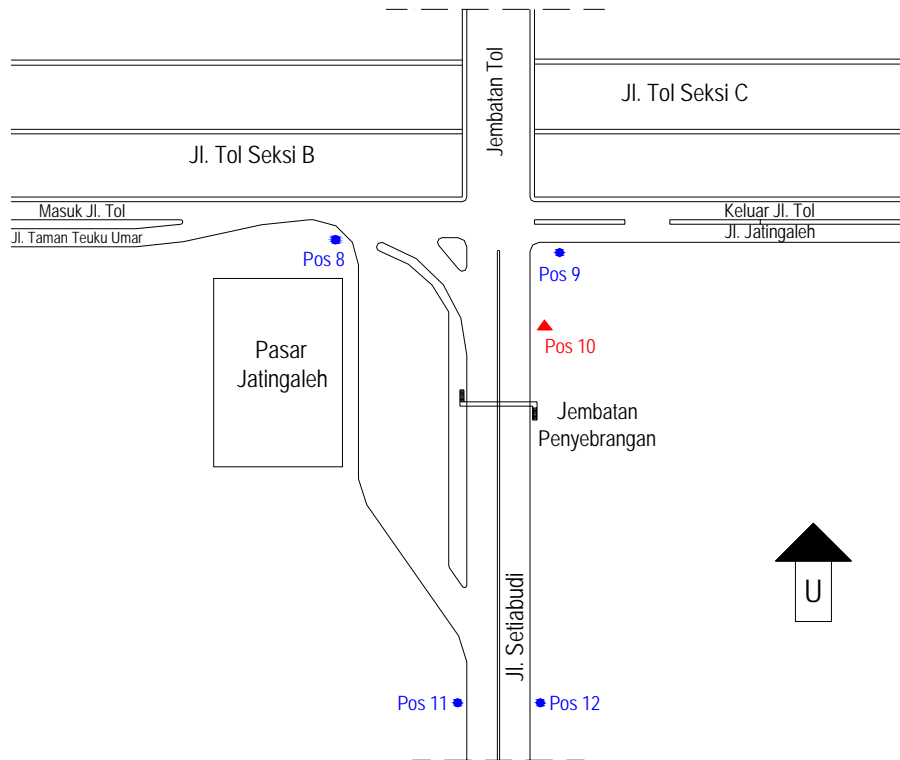 Jembatan Tol
Jl. Tol Seksi C
Jl. Tol Seksi B
Masuk Jl. Tol
Keluar Jl. Tol
Jl. Taman Teuku Umar
Jl. Jatingaleh
Pos 8
Pos 9
Pos 10
Pasar
Jatingaleh
Jembatan
Penyebrangan
Jl. Setiabudi
U
Pos 11
Pos 12